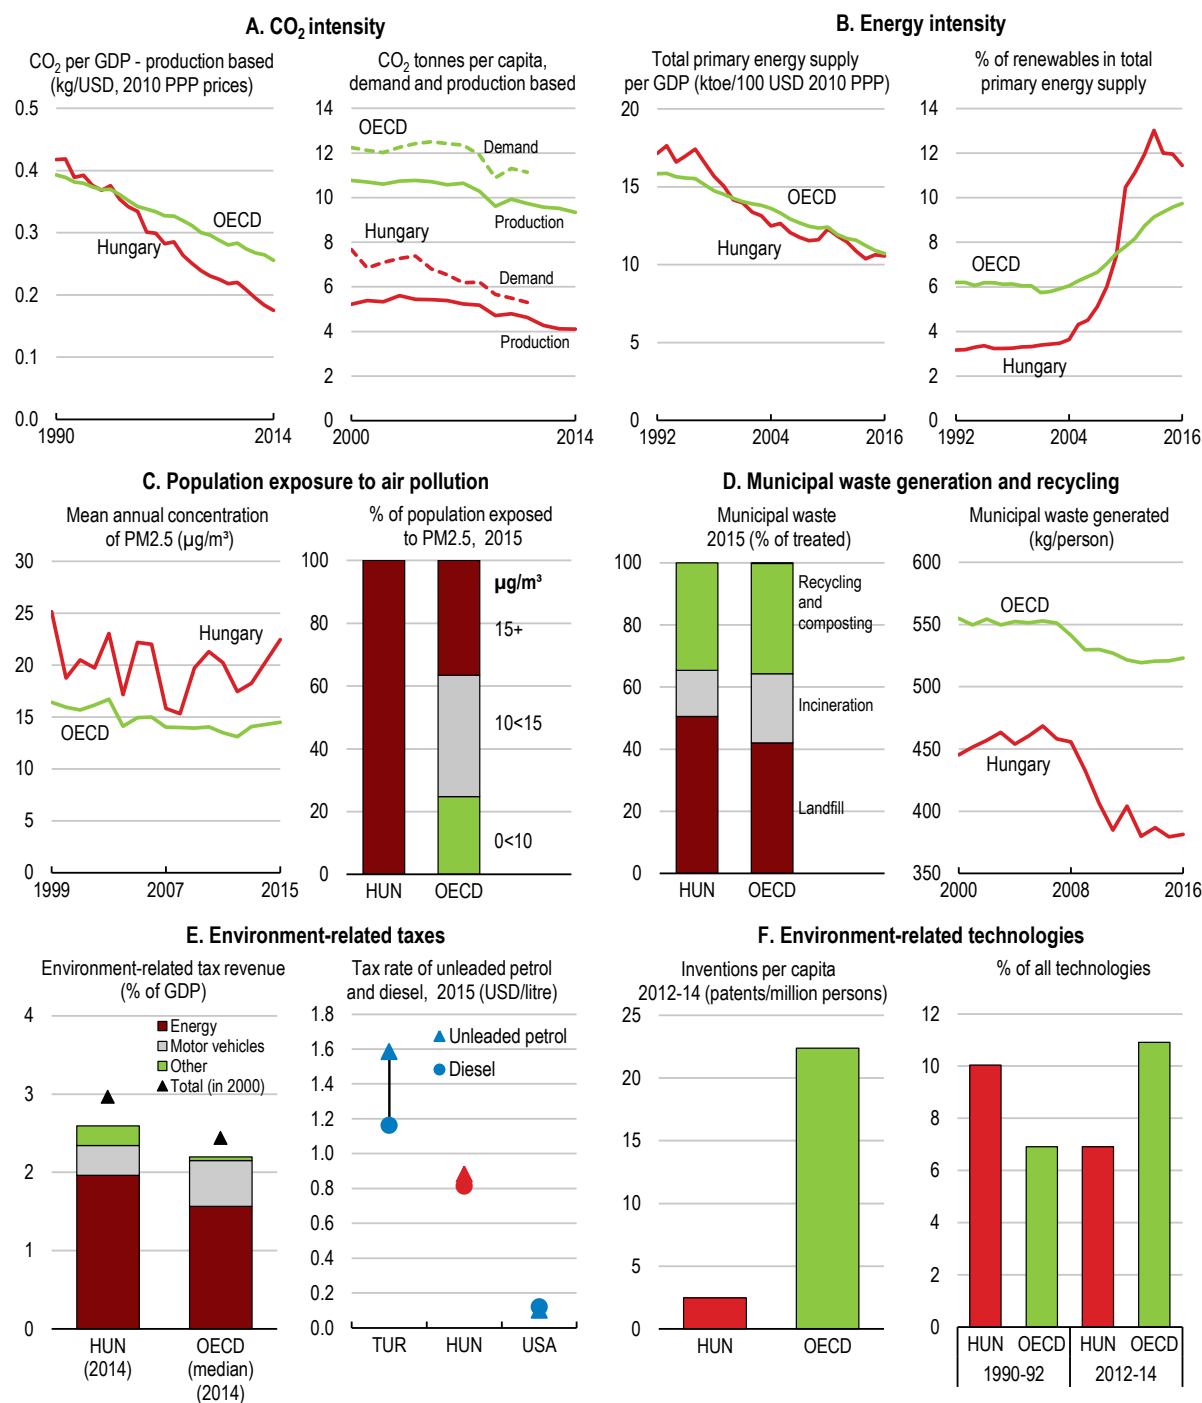 A. CO₂ intensity
CO₂ per GDP - production based
(kg/USD, 2010 PPP prices)
0.5
0.4
0.3
0.2
0.1
0.0
OECD
Hungary
1990
2014
CO₂ tonnes per capita,
demand and production based
14
12
10
8
6
4
2
0
OECD
Demand
Production
Hungary
Demand
Production
2000
2014
B. Energy intensity
Total primary energy supply
per GDP (ktoe/100 USD 2010 PPP)
20
15
10
5
0
OECD
Hungary
1992
2004
2016
% of renewables in total
primary energy supply
14
12
10
8
6
4
2
0
OECD
Hungary
1992
2004
2016
C. Population exposure to air pollution
Mean annual concentration
of PM2.5 (µg/m³)
30
25
20
15
10
5
0
Hungary
OECD
1999
2007
2015
% of population exposed
to PM2.5, 2015
100
80
60
40
20
0
µg/m³
15+
10<15
0<10
HUN
OECD
D. Municipal waste generation and recycling
Municipal waste
2015 (% of treated)
100
80
60
40
20
0
Recycling
and
composting
Incineration
Landfill
HUN
OECD
Municipal waste generated
(kg/person)
600
550
500
450
400
350
OECD
Hungary
2000
2008
2016
E. Environment-related taxes
Environment-related tax revenue
(% of GDP)
4
3
2
1
0
Energy
Motor vehicles
Other
Total (in 2000)
HUN
(2014)
OECD
(median)
(2014)
Tax rate of unleaded petrol
and diesel, 2015 (USD/litre)
1.8
1.6
1.4
1.2
1.0
0.8
0.6
0.4
0.2
0.0
Unleaded petrol
Diesel
TUR
HUN
USA
F. Environment-related technologies
Inventions per capita
2012-14 (patents/million persons)
25
20
15
10
5
0
HUN
OECD
% of all technologies
12
10
8
6
4
2
0
HUN
OECD
HUN
OECD
1990-92
2012-14